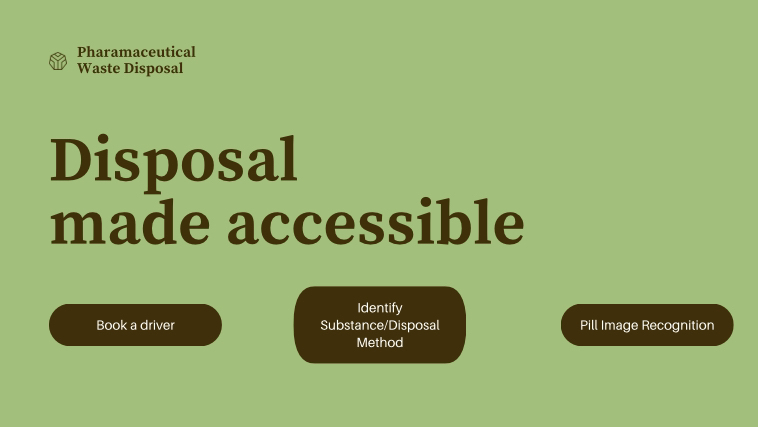 Pharamaceutical
Waste Disposal
Disposal
made accessible
Book a driver
Identify
Substance/Disposal
Method
Pill Image Recognition